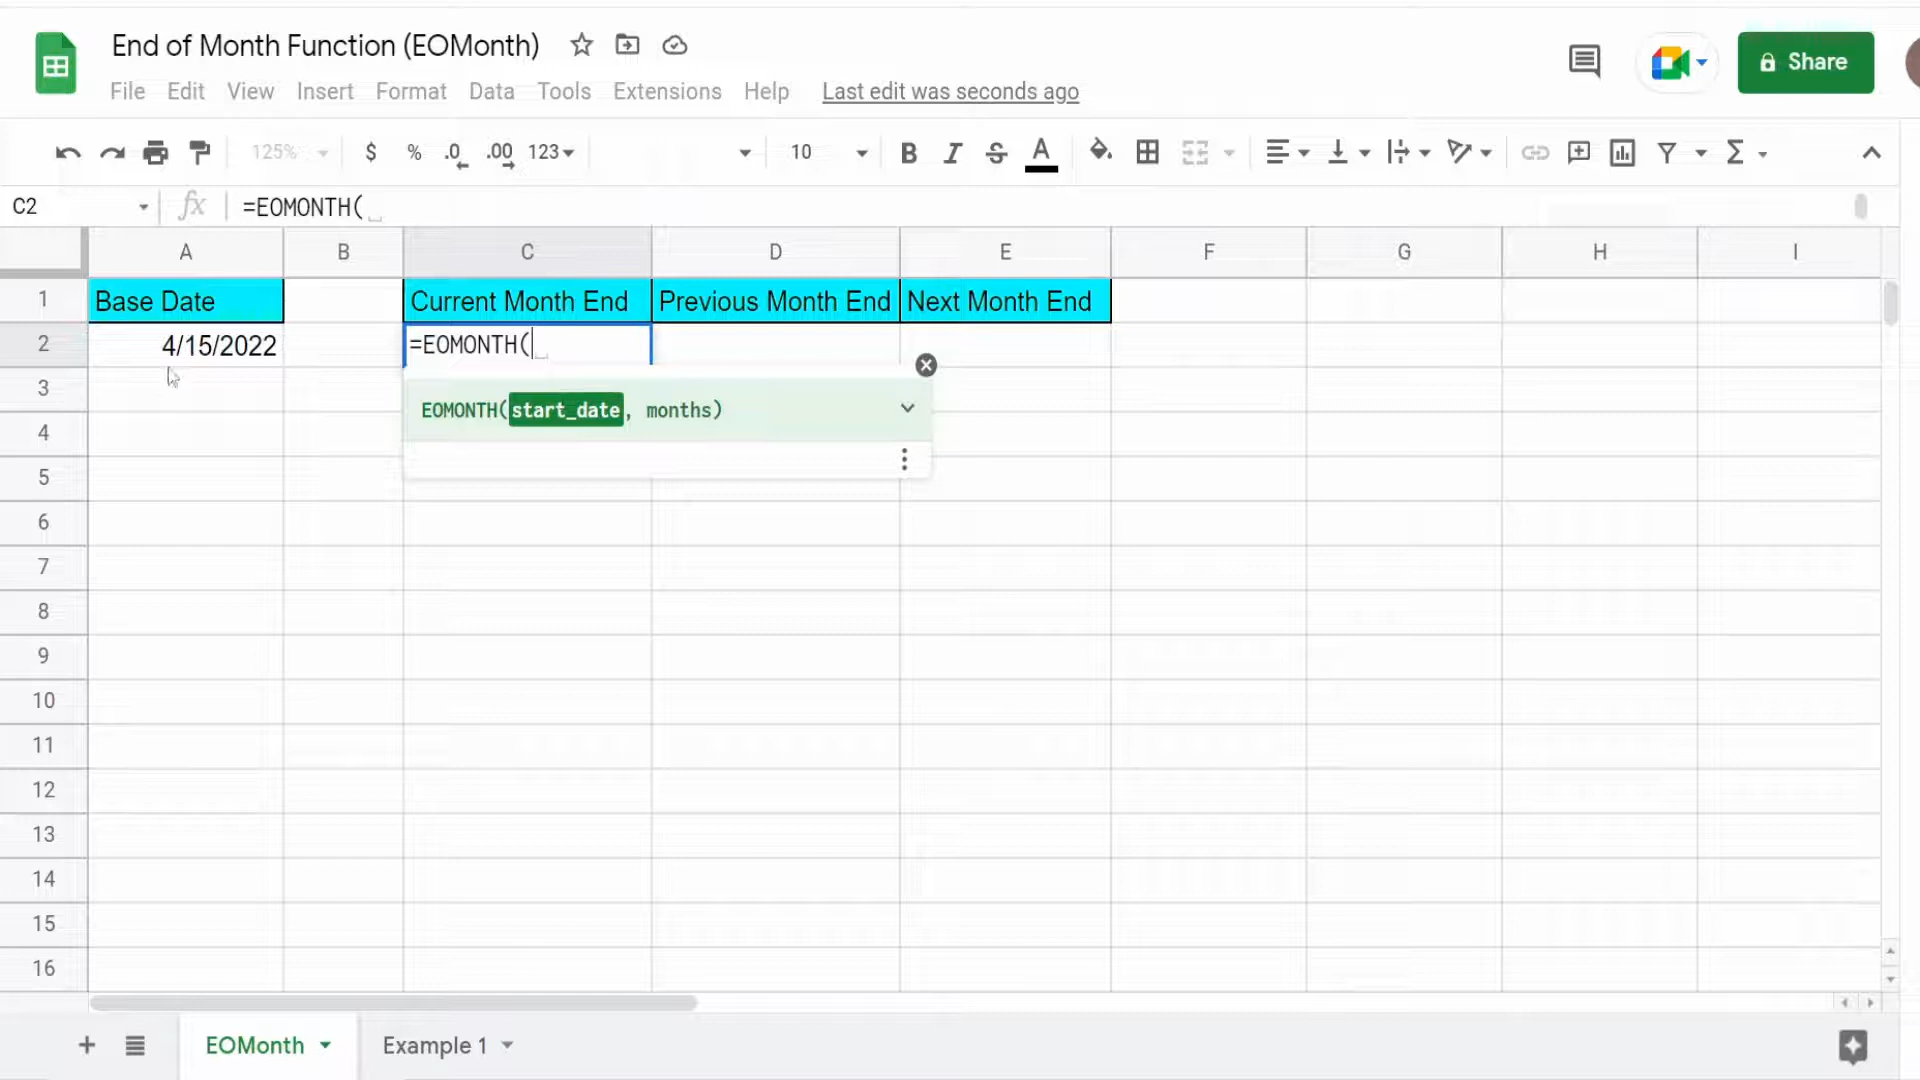 End of Month Function (EOMonth)
File Edit View Insert Format Data Tools Extensions Help Last edit was seconds ago
Share
125% $ % .0 .00 123 10 B I S A Σ
C2 fx =EOMONTH(
A B C D E F G H I
1 Base Date Current Month End Previous Month End Next Month End
2 4/15/2022 =EOMONTH(
3
EOMONTH(start_date, months)
4
5
6
7
8
9
10
11
12
13
14
15
16
+ EOMonth Example 1